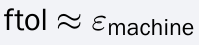 ftol ≈ εmachine